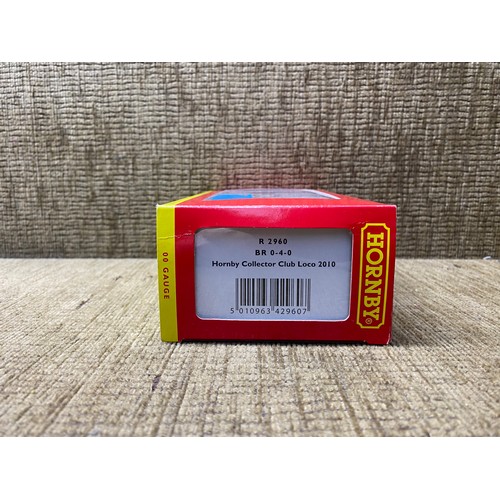 R 2960
BR 0-4-0
Hornby Collector Club Loco 2010
5 010963 429607
00 GAUGE
HORNBY®